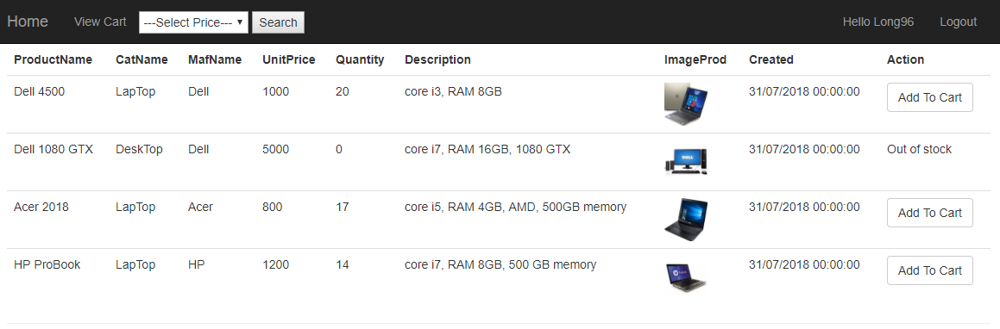 Home View Cart ---Select Price--- Search Hello Long96 Logout
ProductName CatName MafName UnitPrice Quantity Description ImageProd Created Action
Dell 4500 LapTop Dell 1000 20 core i3, RAM 8GB 31/07/2018 00:00:00 Add To Cart
Dell 1080 GTX DeskTop Dell 5000 0 core i7, RAM 16GB, 1080 GTX DELL 31/07/2018 00:00:00 Out of stock
Acer 2018 LapTop Acer 800 17 core i5, RAM 4GB, AMD, 500GB memory 31/07/2018 00:00:00 Add To Cart
HP ProBook LapTop HP 1200 14 core i7, RAM 8GB, 500 GB memory 31/07/2018 00:00:00 Add To Cart